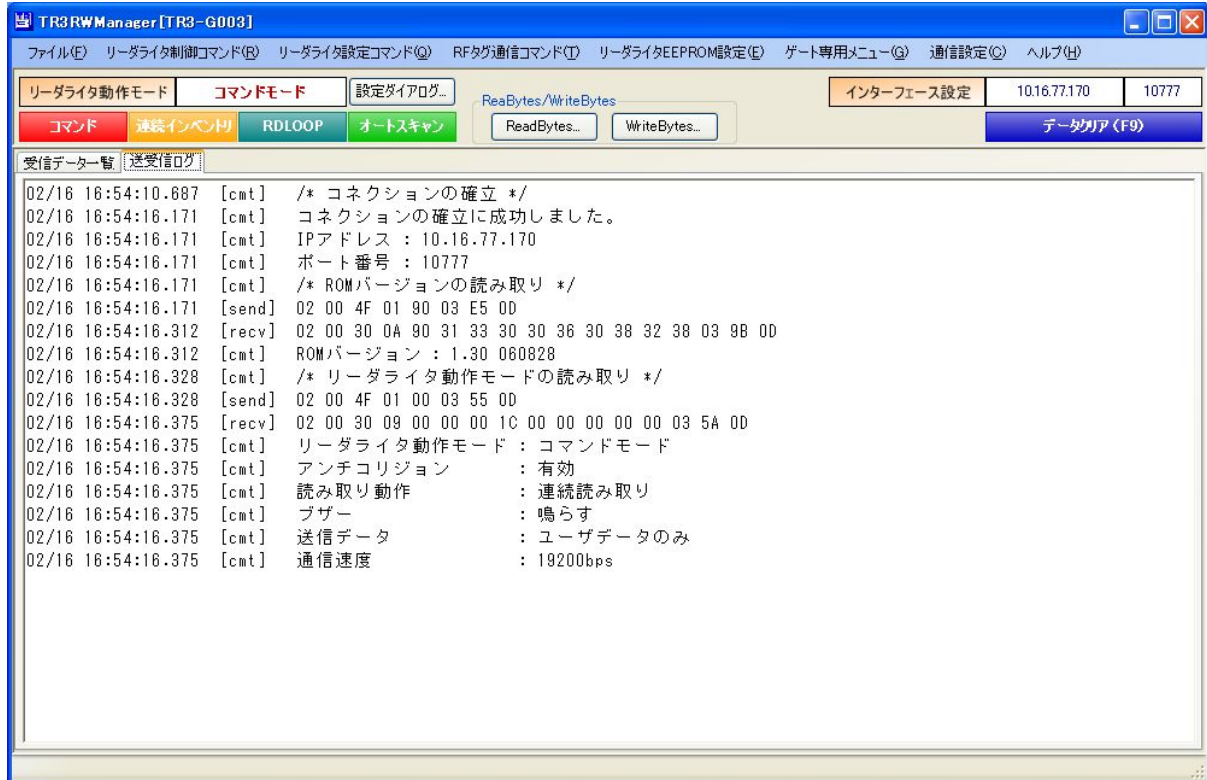 TR3RWManager[TR3-G003]
ファイル(F) リーダライタ制御コマンド(R) リーダライタ設定コマンド(Q) RFタグ通信コマンド(T) リーダライタEEPROM設定(E) ゲート専用メニュー(G) 通信設定(C) ヘルプ(H)
リーダライタ動作モード コマンドモード 設定ダイアログ... ReaBytes/WriteBytes インターフェース設定 10.16.77.170 10777
コマンド 連続インベントリ RDLOOP オートスキャン ReadBytes... WriteBytes... データクリア(F9)
受信データ一覧 送受信ログ
02/16 16:54:10.687 [cmt] /* コネクションの確立 */
02/16 16:54:16.171 [cmt] コネクションの確立に成功しました。
02/16 16:54:16.171 [cmt] IPアドレス : 10.16.77.170
02/16 16:54:16.171 [cmt] ポート番号 : 10777
02/16 16:54:16.171 [cmt] /* ROMバージョンの読み取り */
02/16 16:54:16.171 [send] 02 00 4F 01 90 03 E5 0D
02/16 16:54:16.312 [recv] 02 00 30 0A 90 31 33 30 30 36 30 38 32 38 03 9B 0D
02/16 16:54:16.312 [cmt] ROMバージョン : 1.30 060828
02/16 16:54:16.328 [cmt] /* リーダライタ動作モードの読み取り */
02/16 16:54:16.328 [send] 02 00 4F 01 00 03 55 0D
02/16 16:54:16.375 [recv] 02 00 30 09 00 00 00 1C 00 00 00 00 00 03 5A 0D
02/16 16:54:16.375 [cmt] リーダライタ動作モード : コマンドモード
02/16 16:54:16.375 [cmt] アンチコリジョン : 有効
02/16 16:54:16.375 [cmt] 読み取り動作 : 連続読み取り
02/16 16:54:16.375 [cmt] ブザー : 鳴らす
02/16 16:54:16.375 [cmt] 送信データ : ユーザデータのみ
02/16 16:54:16.375 [cmt] 通信速度 : 19200bps